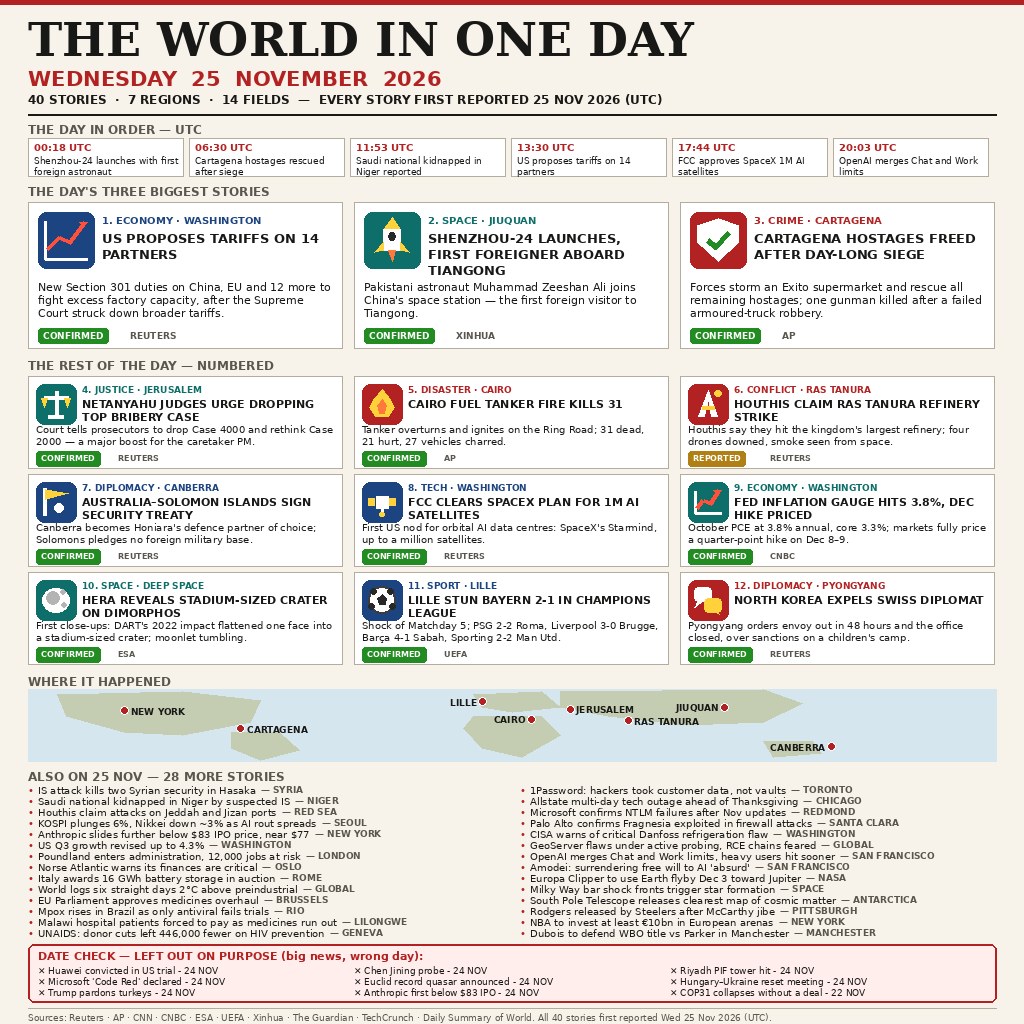 THE WORLD IN ONE DAY
WEDNESDAY 25 NOVEMBER 2026
40 STORIES · 7 REGIONS · 14 FIELDS — EVERY STORY FIRST REPORTED 25 NOV 2026 (UTC)
THE DAY IN ORDER — UTC
00:18 UTC
Shenzhou-24 launches with first
foreign astronaut
06:30 UTC
Cartagena hostages rescued
after siege
11:53 UTC
Saudi national kidnapped in
Niger reported
13:30 UTC
US proposes tariffs on 14
partners
17:44 UTC
FCC approves SpaceX 1M AI
satellites
20:03 UTC
OpenAI merges Chat and Work
limits
THE DAY'S THREE BIGGEST STORIES
1. ECONOMY · WASHINGTON
US PROPOSES TARIFFS ON 14
PARTNERS
New Section 301 duties on China, EU and 12 more to
fight excess factory capacity, after the Supreme
Court struck down broader tariffs.
CONFIRMED REUTERS
2. SPACE · JIUQUAN
SHENZHOU-24 LAUNCHES,
FIRST FOREIGNER ABOARD
TIANGONG
Pakistani astronaut Muhammad Zeeshan Ali joins
China's space station — the first foreign visitor to
Tiangong.
CONFIRMED XINHUA
3. CRIME · CARTAGENA
CARTAGENA HOSTAGES FREED
AFTER DAY-LONG SIEGE
Forces storm an Exito supermarket and rescue all
remaining hostages; one gunman killed after a failed
armoured-truck robbery.
CONFIRMED AP
THE REST OF THE DAY — NUMBERED
4. JUSTICE · JERUSALEM
NETANYAHU JUDGES URGE DROPPING
TOP BRIBERY CASE
Court tells prosecutors to drop Case 4000 and rethink Case
2000 — a major boost for the caretaker PM.
CONFIRMED REUTERS
5. DISASTER · CAIRO
CAIRO FUEL TANKER FIRE KILLS 31
Tanker overturns and ignites on the Ring Road; 31 dead,
21 hurt, 27 vehicles charred.
CONFIRMED AP
6. CONFLICT · RAS TANURA
HOUTHIS CLAIM RAS TANURA REFINERY
STRIKE
Houthis say they hit the kingdom's largest refinery; four
drones downed, smoke seen from space.
REPORTED REUTERS
7. DIPLOMACY · CANBERRA
AUSTRALIA–SOLOMON ISLANDS SIGN
SECURITY TREATY
Canberra becomes Honiara's defence partner of choice;
Solomons pledges no foreign military base.
CONFIRMED REUTERS
8. TECH · WASHINGTON
FCC CLEARS SPACEX PLAN FOR 1M AI
SATELLITES
First US nod for orbital AI data centres: SpaceX's Starmind,
up to a million satellites.
CONFIRMED REUTERS
9. ECONOMY · WASHINGTON
FED INFLATION GAUGE HITS 3.8%, DEC
HIKE PRICED
October PCE at 3.8% annual, core 3.3%; markets fully price
a quarter-point hike on Dec 8–9.
CONFIRMED CNBC
10. SPACE · DEEP SPACE
HERA REVEALS STADIUM-SIZED CRATER
ON DIMORPHOS
First close-ups: DART's 2022 impact flattened one face into
a stadium-sized crater; moonlet tumbling.
CONFIRMED ESA
11. SPORT · LILLE
LILLE STUN BAYERN 2-1 IN CHAMPIONS
LEAGUE
Shock of Matchday 5; PSG 2-2 Roma, Liverpool 3-0 Brugge,
Barça 4-1 Sabah, Sporting 2-2 Man Utd.
CONFIRMED UEFA
12. DIPLOMACY · PYONGYANG
NORTH KOREA EXPELS SWISS DIPLOMAT
Pyongyang orders envoy out in 48 hours and the office
closed, over sanctions on a children's camp.
CONFIRMED REUTERS
WHERE IT HAPPENED
NEW YORK
CARTAGENA
LILLE
CAIRO
JERUSALEM
RAS TANURA
JIUQUAN
CANBERRA
ALSO ON 25 NOV — 28 MORE STORIES
• IS attack kills two Syrian security in Hasaka — SYRIA
• Saudi national kidnapped in Niger by suspected IS — NIGER
• Houthis claim attacks on Jeddah and Jizan ports — RED SEA
• KOSPI plunges 6%, Nikkei down ~3% as AI rout spreads — SEOUL
• Anthropic slides further below $83 IPO price, near $77 — NEW YORK
• US Q3 growth revised up to 4.3% — WASHINGTON
• Poundland enters administration, 12,000 jobs at risk — LONDON
• Norse Atlantic warns its finances are critical — OSLO
• Italy awards 16 GWh battery storage in auction — ROME
• World logs six straight days 2°C above preindustrial — GLOBAL
• EU Parliament approves medicines overhaul — BRUSSELS
• Mpox rises in Brazil as only antiviral fails trials — RIO
• Malawi hospital patients forced to pay as medicines run out — LILONGWE
• UNAIDS: donor cuts left 446,000 fewer on HIV prevention — GENEVA
• 1Password: hackers took customer data, not vaults — TORONTO
• Allstate multi-day tech outage ahead of Thanksgiving — CHICAGO
• Microsoft confirms NTLM failures after Nov updates — REDMOND
• Palo Alto confirms Fragnesia exploited in firewall attacks — SANTA CLARA
• CISA warns of critical Danfoss refrigeration flaw — WASHINGTON
• GeoServer flaws under active probing, RCE chains feared — GLOBAL
• OpenAI merges Chat and Work limits, heavy users hit sooner — SAN FRANCISCO
• Amodei: surrendering free will to AI 'absurd' — SAN FRANCISCO
• Europa Clipper to use Earth flyby Dec 3 toward Jupiter — NASA
• Milky Way bar shock fronts trigger star formation — SPACE
• South Pole Telescope releases clearest map of cosmic matter — ANTARCTICA
• Rodgers released by Steelers after McCarthy jibe — PITTSBURGH
• NBA to invest at least €10bn in European arenas — NEW YORK
• Dubois to defend WBO title vs Parker in Manchester — MANCHESTER
DATE CHECK — LEFT OUT ON PURPOSE (big news, wrong day):
✕ Huawei convicted in US trial - 24 NOV
✕ Chen Jining probe - 24 NOV
✕ Riyadh PIF tower hit - 24 NOV
✕ Microsoft 'Code Red' declared - 24 NOV
✕ Euclid record quasar announced - 24 NOV
✕ Hungary–Ukraine reset meeting - 24 NOV
✕ Trump pardons turkeys - 24 NOV
✕ Anthropic first below $83 IPO - 24 NOV
✕ COP31 collapses without a deal - 22 NOV
Sources: Reuters · AP · CNN · CNBC · ESA · UEFA · Xinhua · The Guardian · TechCrunch · Daily Summary of World. All 40 stories first reported Wed 25 Nov 2026 (UTC).